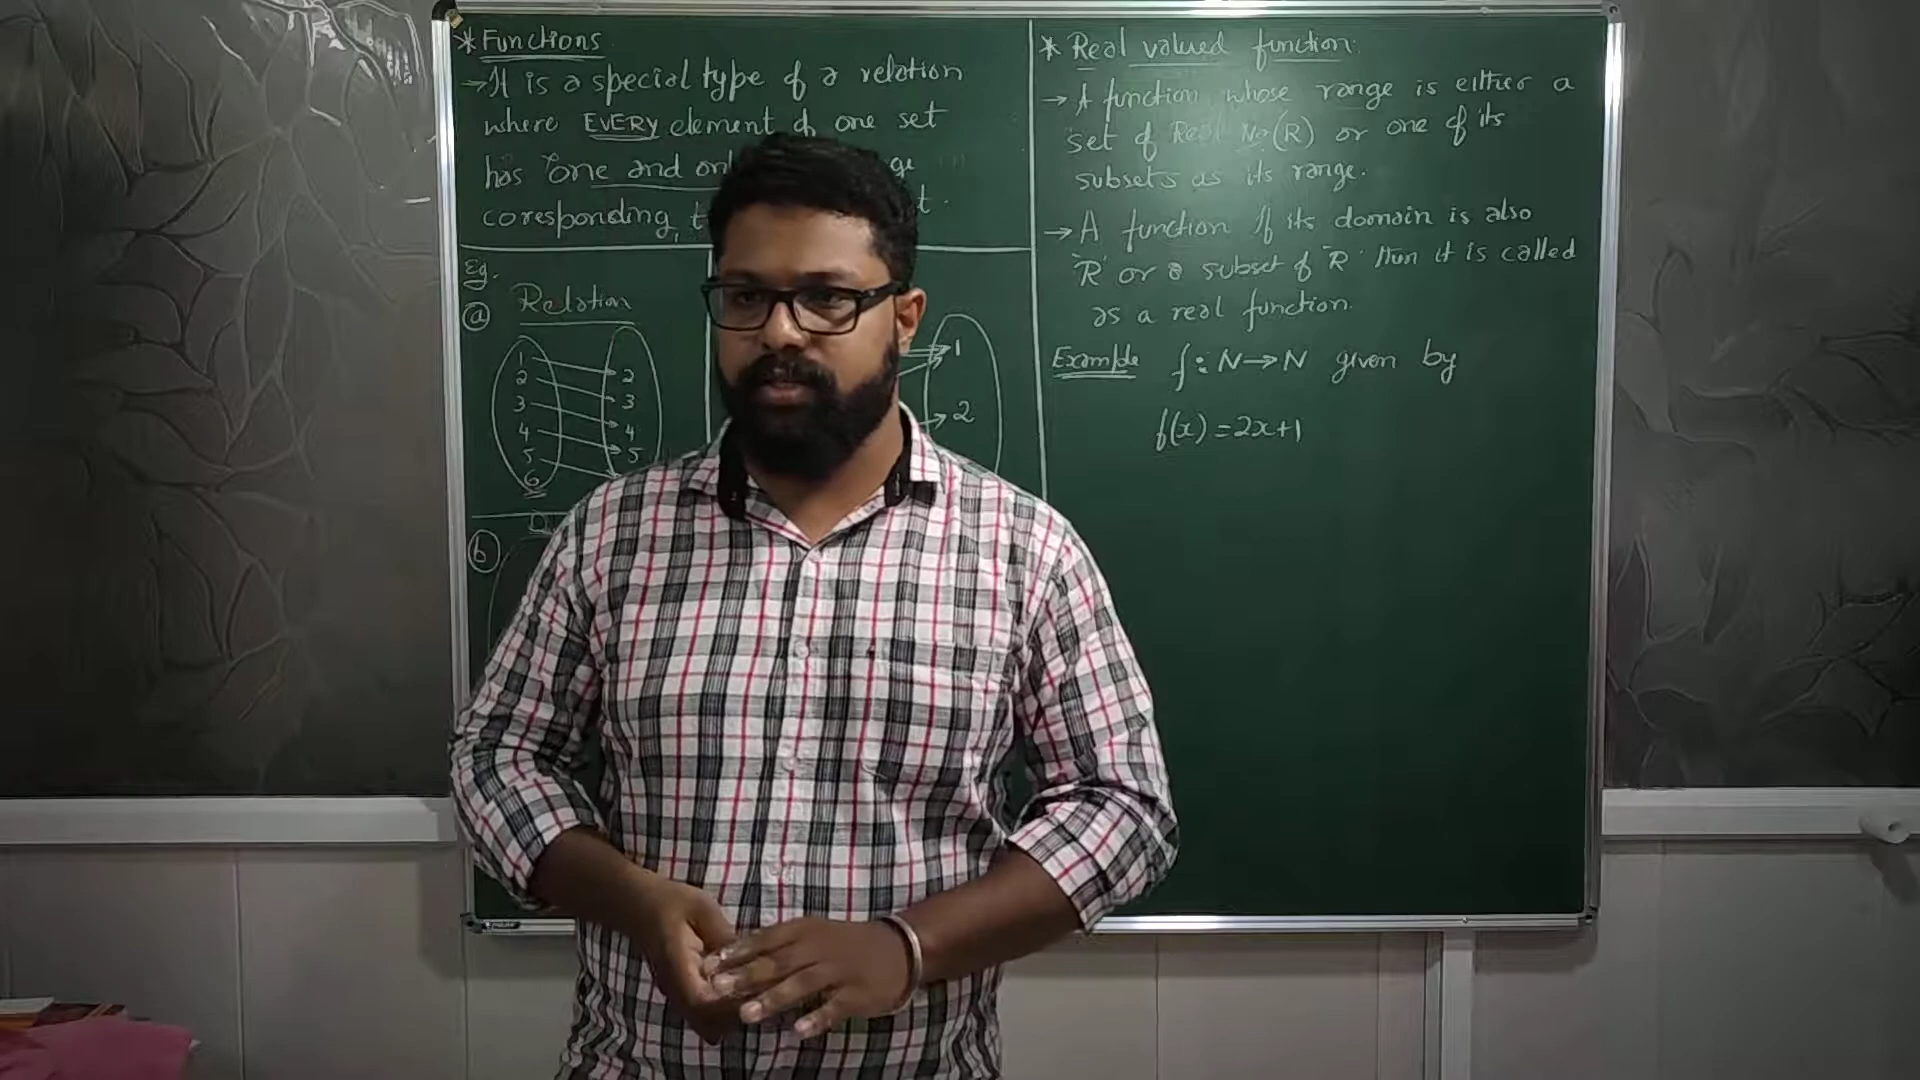 * Functions
→ It is a special type of a relation
where EVERY element of one set
has one and
coresponding
Eg.
a Relation
1
2
3
4
5
6
2
3
4
5
1
2
b
* Real valued function:
→ A function whose range is either a
set of Real No (R) or one of its
subsets as its range.
→ A function if its domain is also
'R' or a subset of 'R' then it is called
as a real function.
Example f: N→N given by
f(x) = 2x+1